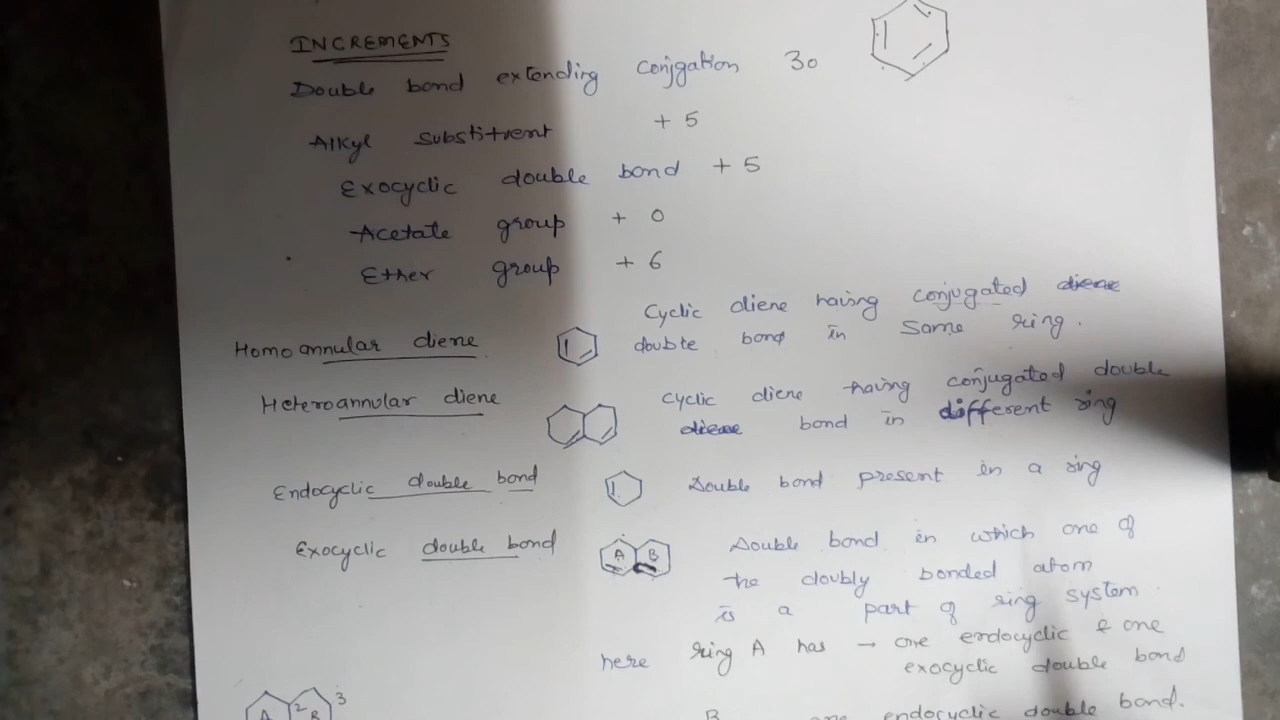 INCREMENTS
Double bond extending Conjgation 30
Alkyl substituent + 5
Exocyclic double bond + 5
Acetate group + 0
Ether group + 6
Homoannular diene Cyclic diene having conjugated diene
double bond in Same ring.
Heteroannular diene cyclic diene having conjugated double
diene bond in different ring
Endocyclic double bond Double bond present in a ring
Exocyclic double bond A B Double bond in which one of
the doubly bonded atom
is a part of ring system.
here ring A has → one endocyclic & one
exocyclic double bond
A 2 B 3
B one endocyclic double bond.